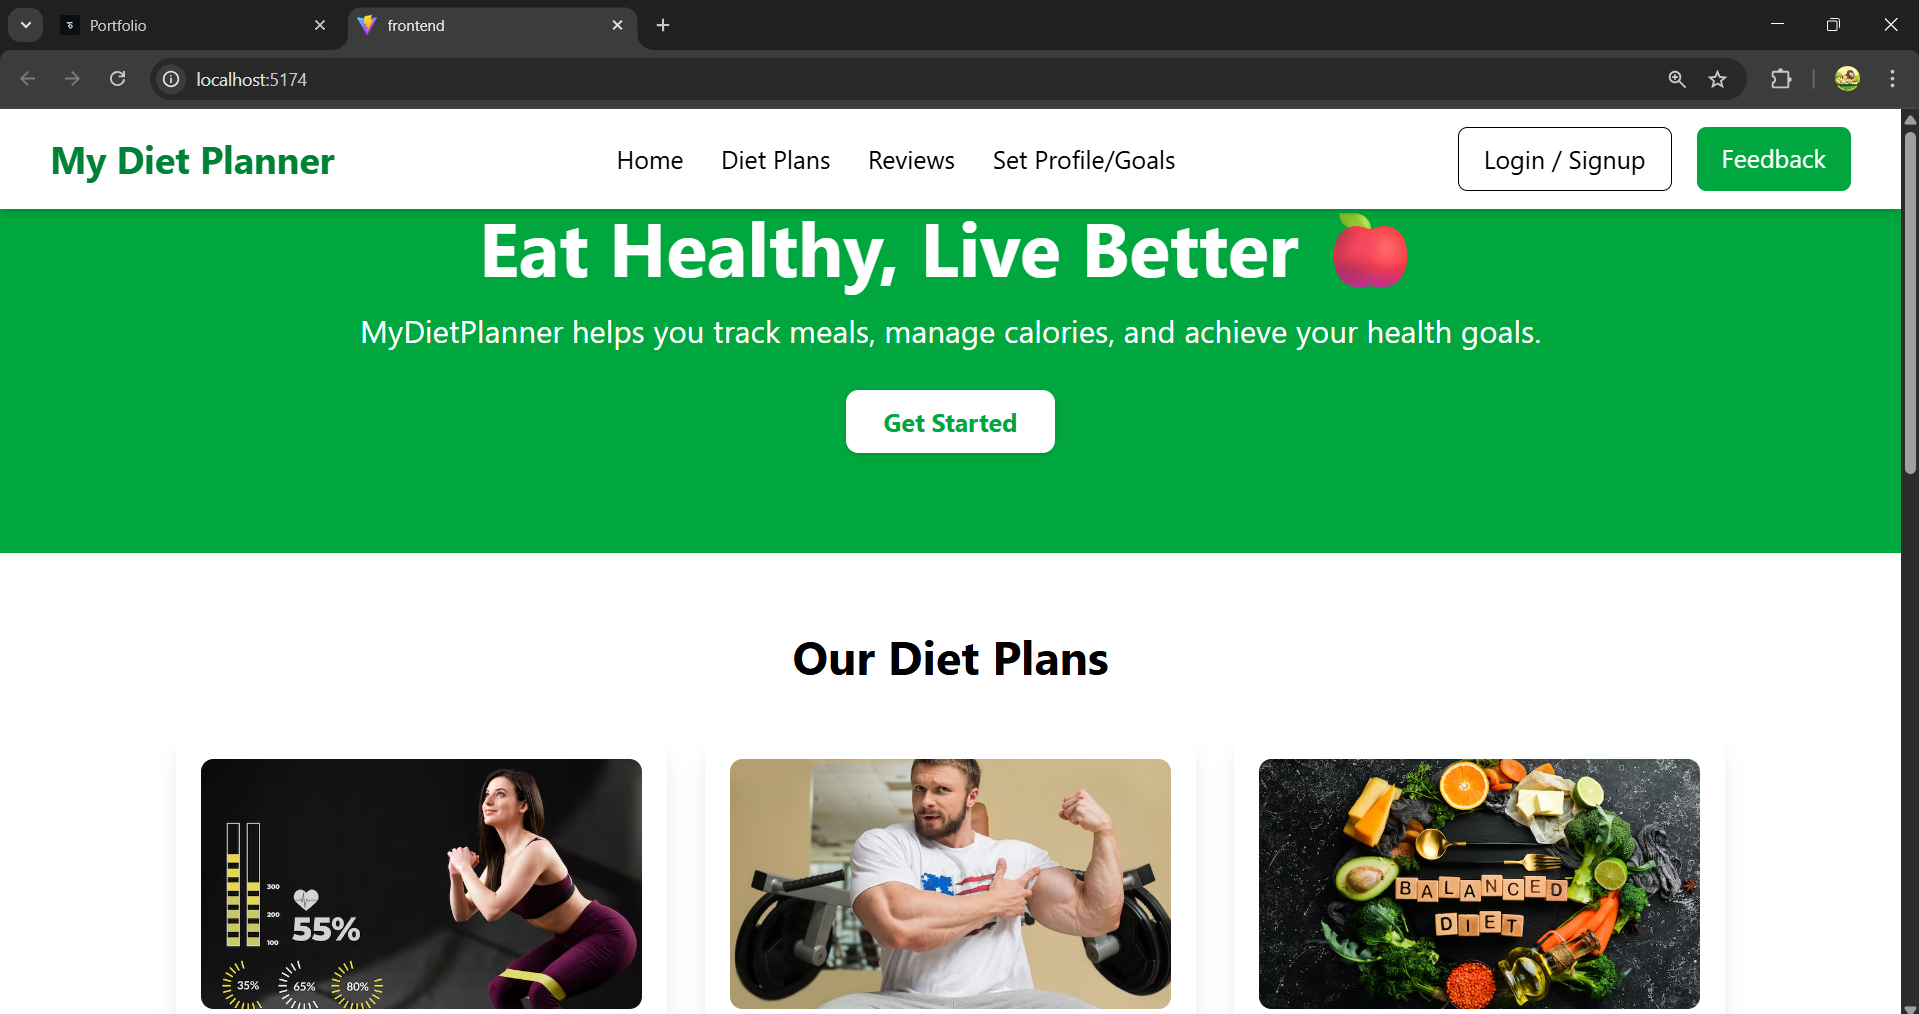 Portfolio
frontend
localhost:5174
My Diet Planner
Home
Diet Plans
Reviews
Set Profile/Goals
Login / Signup
Feedback
Eat Healthy, Live Better
MyDietPlanner helps you track meals, manage calories, and achieve your health goals.
Get Started
Our Diet Plans
300
200
100
55%
35%
65%
80%
BALANCED
DIET